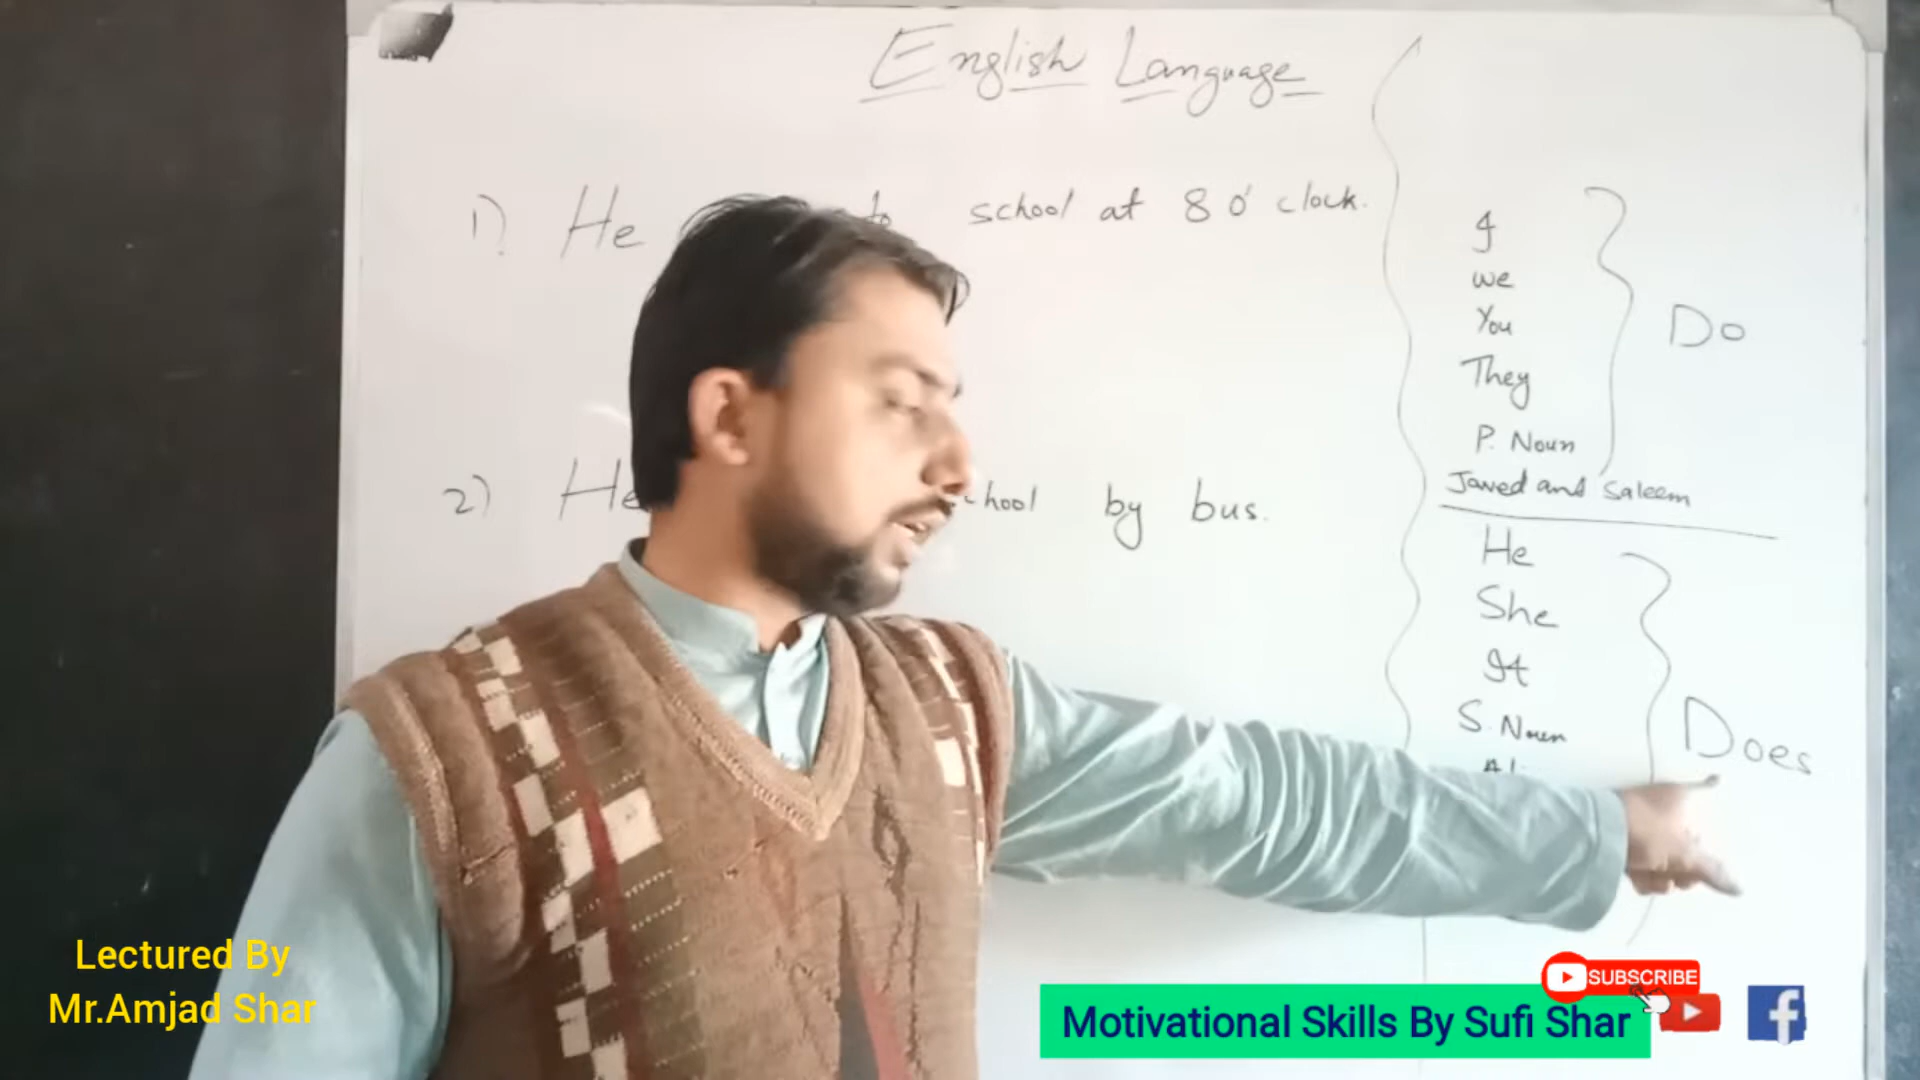 English Language
1) He to school at 8 o' clock.
2) He by bus.
I
we
You
They
P. Noun
Javed and Saleem
Do
He
She
It
S. Noun
Does
Lectured By
Mr.Amjad Shar
SUBSCRIBE
Motivational Skills By Sufi Shar